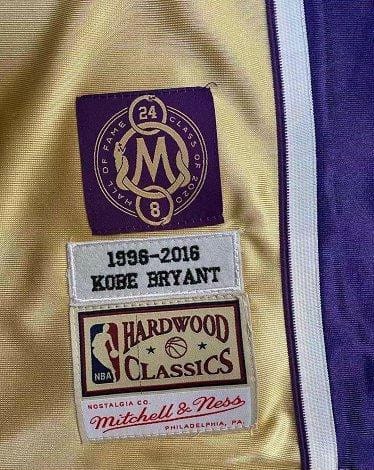 24
HALL OF FAME CLASS OF 2020
M
8
1996-2016
KOBE BRYANT
NBA
HARDWOOD
CLASSICS
NOSTALGIA CO.
Mitchell & Ness
PHILADELPHIA, PA.